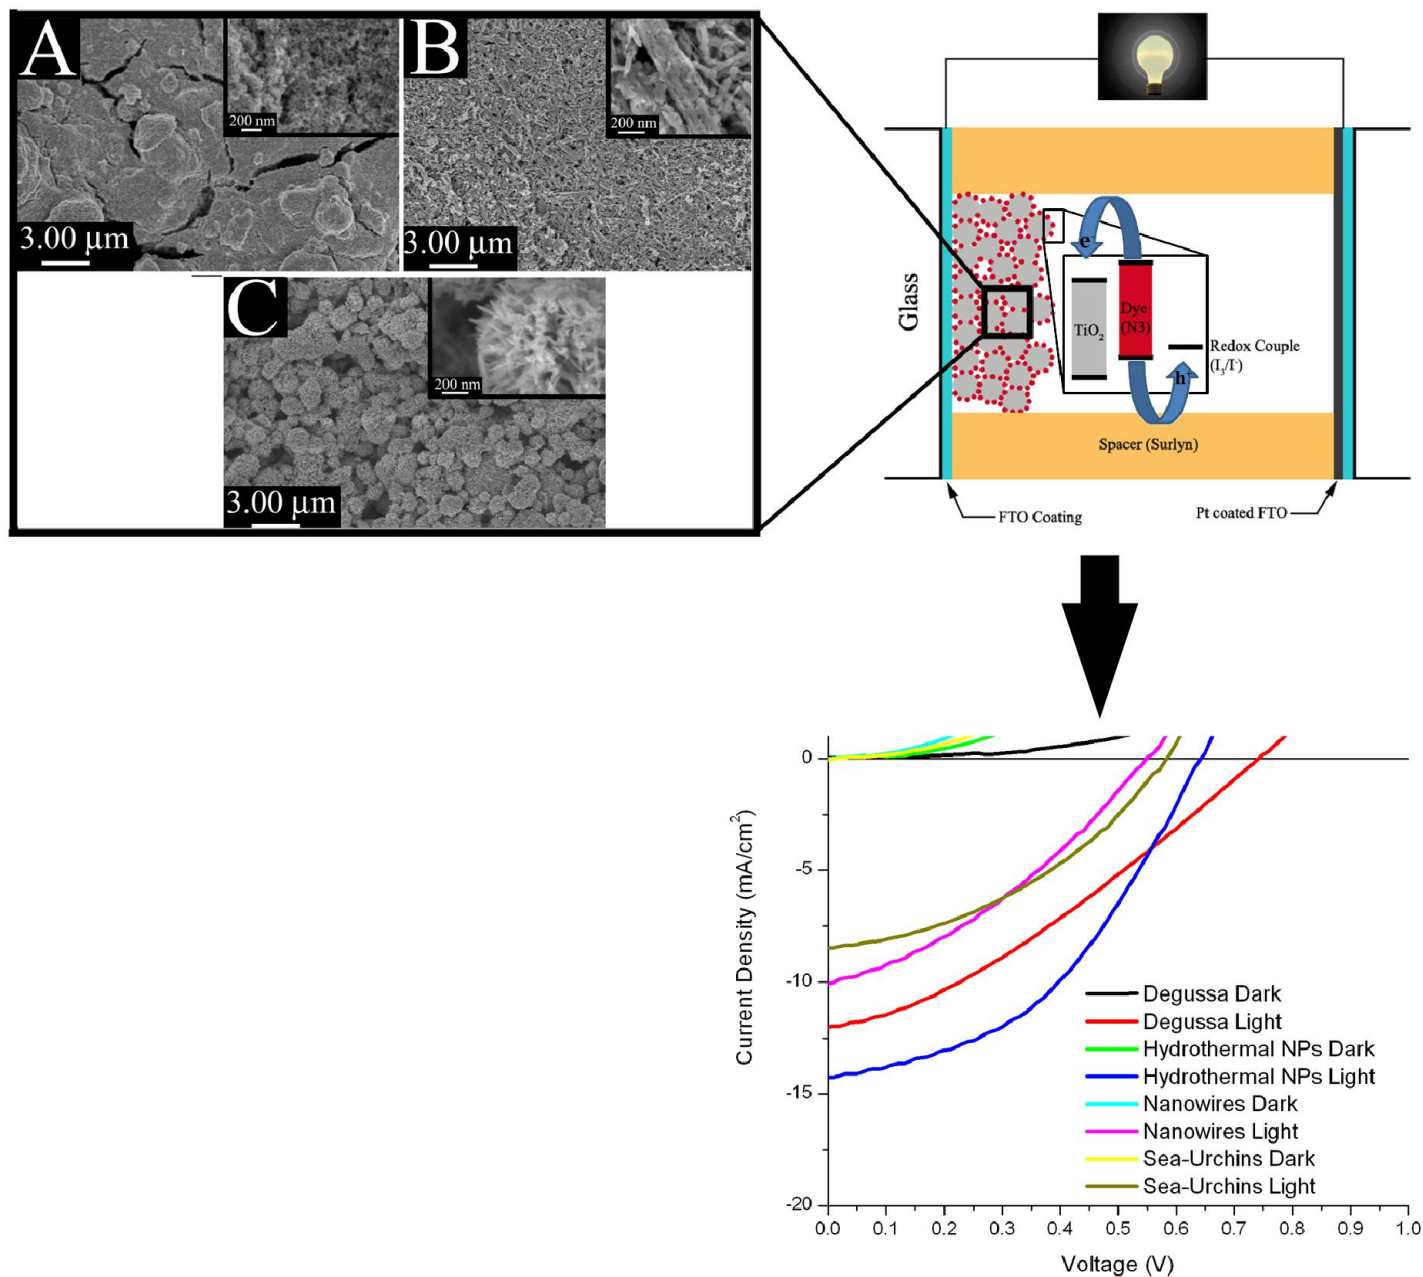 A
200 nm
3.00 μm
B
200 nm
3.00 μm
C
200 nm
3.00 μm
Glass
e⁻
TiO₂
Dye
(N3)
Redox Couple
(I₃/I⁻)
h⁺
Spacer (Surlyn)
FTO Coating
Pt coated FTO
Current Density (mA/cm²)
0
-5
-10
-15
-20
Degussa Dark
Degussa Light
Hydrothermal NPs Dark
Hydrothermal NPs Light
Nanowires Dark
Nanowires Light
Sea-Urchins Dark
Sea-Urchins Light
0.0 0.1 0.2 0.3 0.4 0.5 0.6 0.7 0.8 0.9 1.0
Voltage (V)